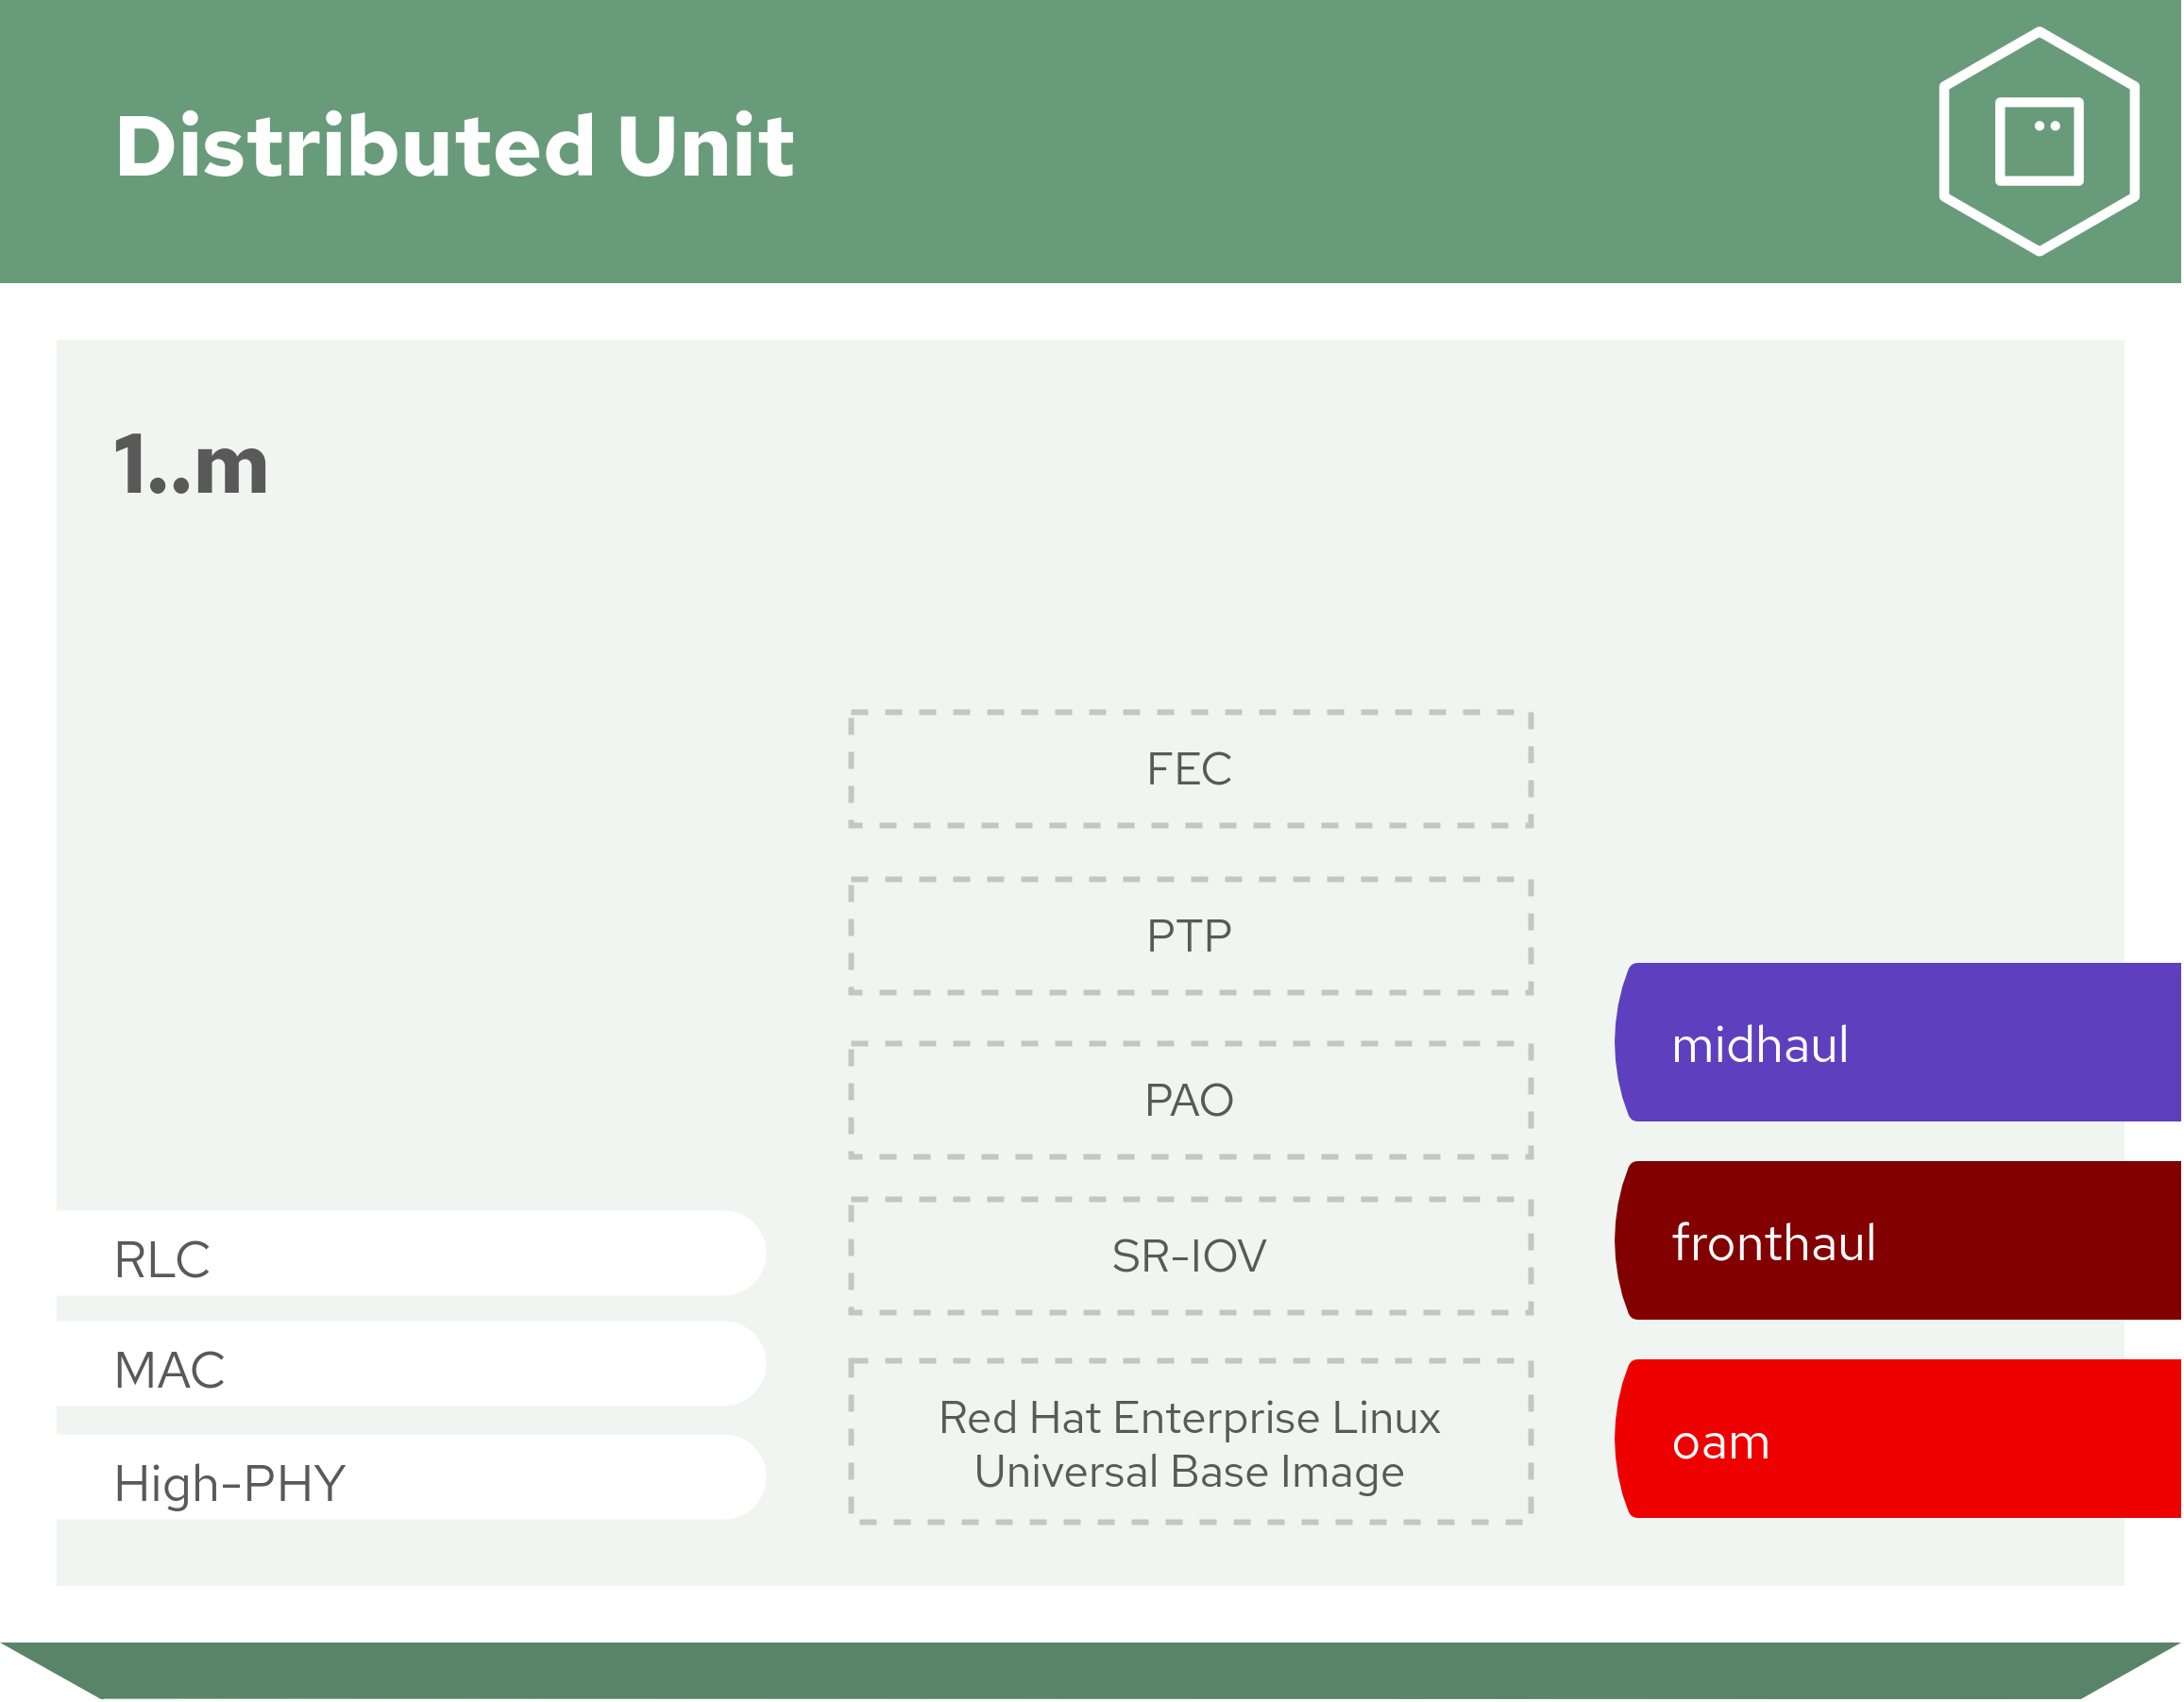 Distributed Unit
1..m
FEC
PTP
PAO
SR-IOV
Red Hat Enterprise Linux
Universal Base Image
RLC
MAC
High-PHY
midhaul
fronthaul
oam